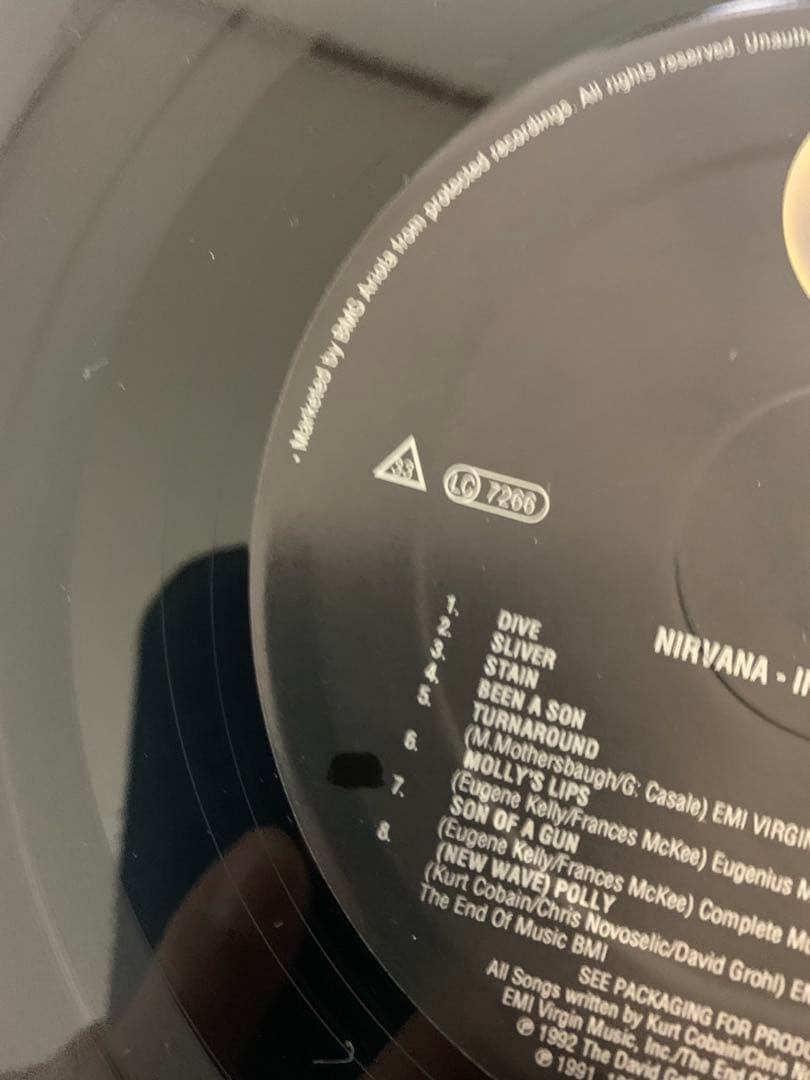 • Marketed by BMG Ariola from protected recordings. All rights reserved.
33
LC 7266
NIRVANA -
1. DIVE
2. SLIVER
3. STAIN
4. BEEN A SON
5. TURNAROUND
(M.Mothersbaugh/G. Casale) EMI VIRGIN
6. MOLLY'S LIPS
(Eugene Kelly/Frances McKee) Eugenius
7. SON OF A GUN
(Eugene Kelly/Frances McKee) Complete
8. (NEW WAVE) POLLY
(Kurt Cobain/Chris Novoselic/David Grohl)
The End Of Music BMI
SEE PACKAGING FOR
All Songs written by Kurt Cobain/Chris
EMI Virgin Music, Inc./The End Of
℗ 1992 The David
℗ 1991,